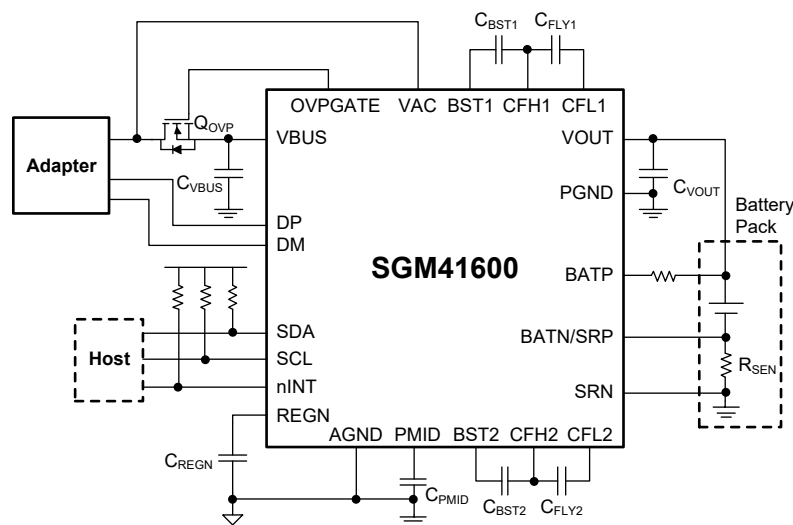 CBST1 CFLY1
OVPGATE VAC BST1 CFH1 CFL1
QOVP
VBUS
VOUT
Adapter
CVBUS
CVOUT
PGND
Battery
Pack
DP
DM
SGM41600
BATP
SDA
BATN/SRP
Host
SCL
RSEN
nINT
SRN
REGN
AGND PMID BST2 CFH2 CFL2
CREGN
CPMID
CBST2 CFLY2